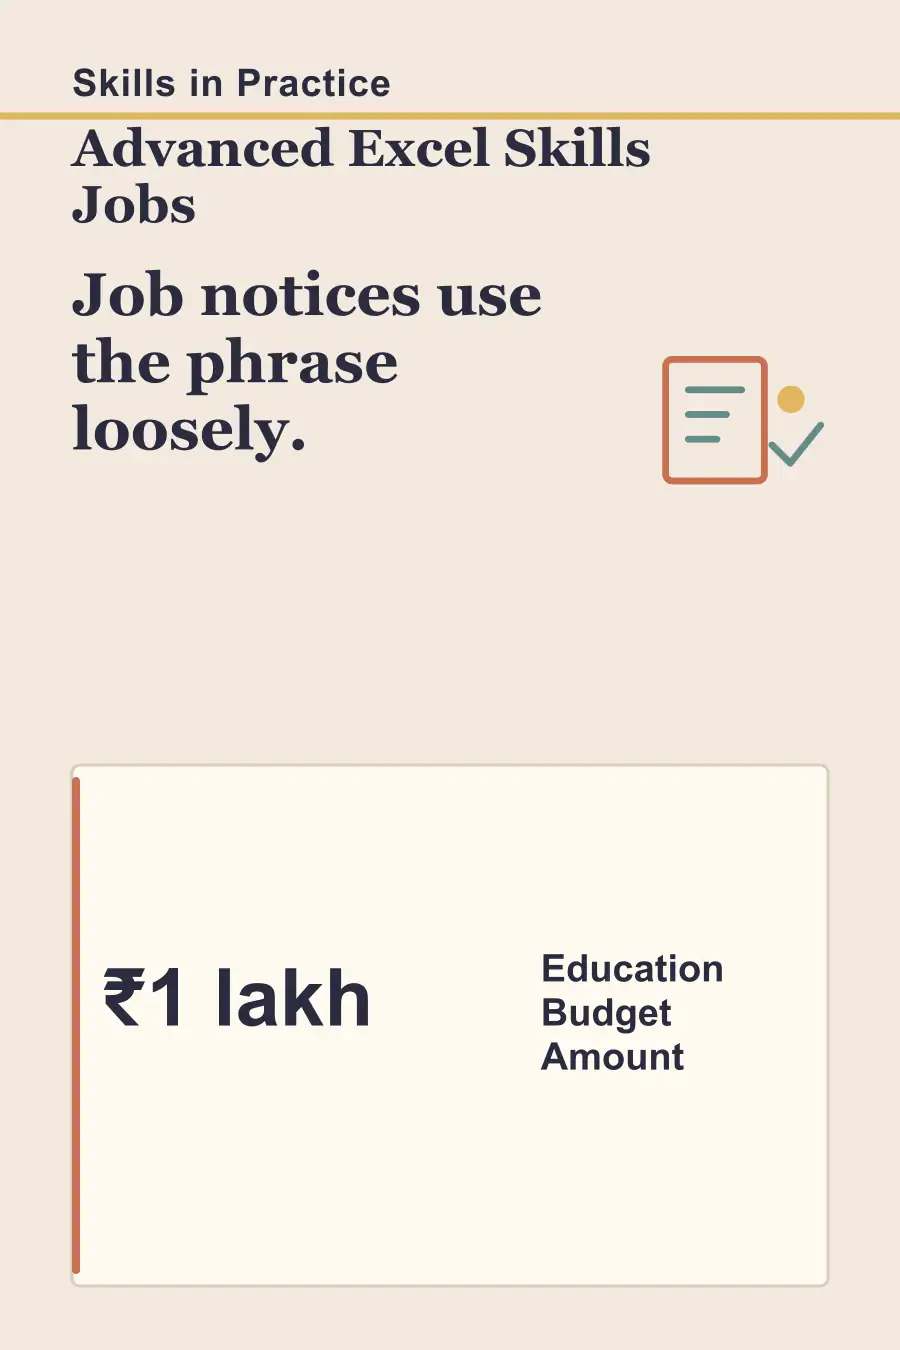 Skills in Practice
Advanced Excel Skills
Jobs
Job notices use
the phrase
loosely.
₹1 lakh
Education
Budget
Amount